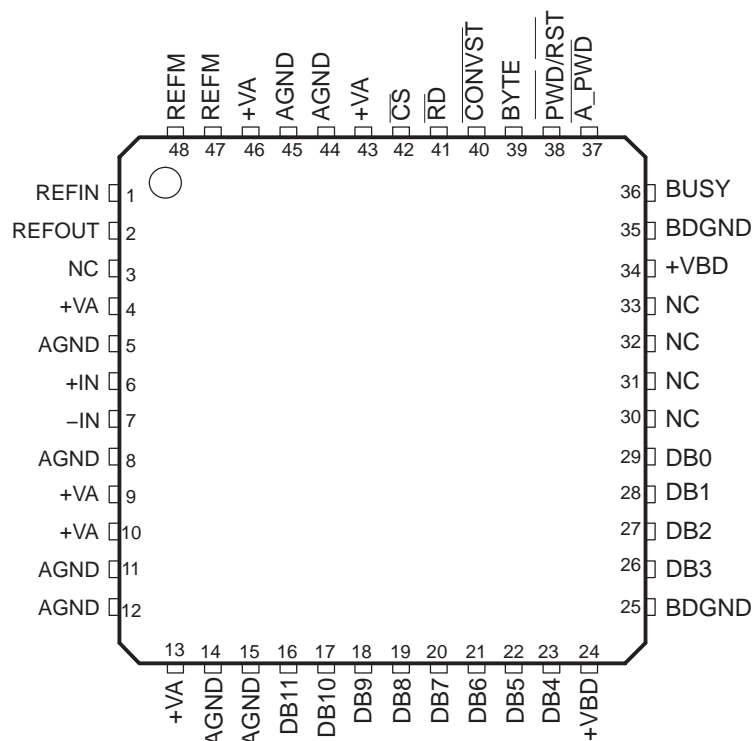 REFM
REFM
+VA
AGND
AGND
+VA
CS
RD
CONVST
BYTE
PWD/RST
A_PWD
48 47 46 45 44 43 42 41 40 39 38 37
REFIN 1
REFOUT 2
NC 3
+VA 4
AGND 5
+IN 6
–IN 7
AGND 8
+VA 9
+VA 10
AGND 11
AGND 12
36 BUSY
35 BDGND
34 +VBD
33 NC
32 NC
31 NC
30 NC
29 DB0
28 DB1
27 DB2
26 DB3
25 BDGND
13 14 15 16 17 18 19 20 21 22 23 24
+VA
AGND
AGND
DB11
DB10
DB9
DB8
DB7
DB6
DB5
DB4
+VBD